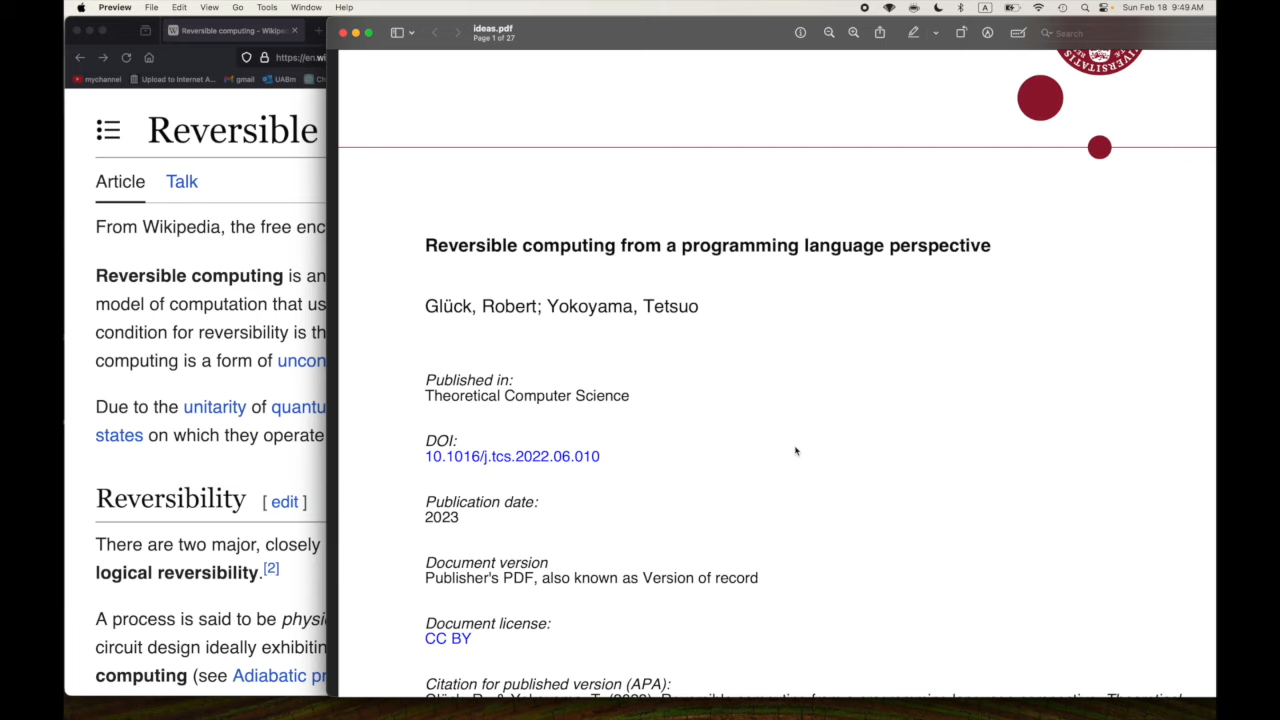 Preview File Edit View Go Tools Window Help
A
Sun Feb 18 9:49 AM
Reversible computing – Wikipe
https://en.wi
mychannel Upload to Internet A... gmail UABm Ch
Reversible
Article Talk
From Wikipedia, the free enc
Reversible computing is an
model of computation that us
condition for reversibility is th
computing is a form of uncon
Due to the unitarity of quantu
states on which they operate
Reversibility [ edit ]
There are two major, closely
logical reversibility.[2]
A process is said to be physi
circuit design ideally exhibitin
computing (see Adiabatic pr
ideas.pdf
Page 1 of 27
Search
Reversible computing from a programming language perspective
Glück, Robert; Yokoyama, Tetsuo
Published in:
Theoretical Computer Science
DOI:
10.1016/j.tcs.2022.06.010
Publication date:
2023
Document version
Publisher's PDF, also known as Version of record
Document license:
CC BY
Citation for published version (APA):